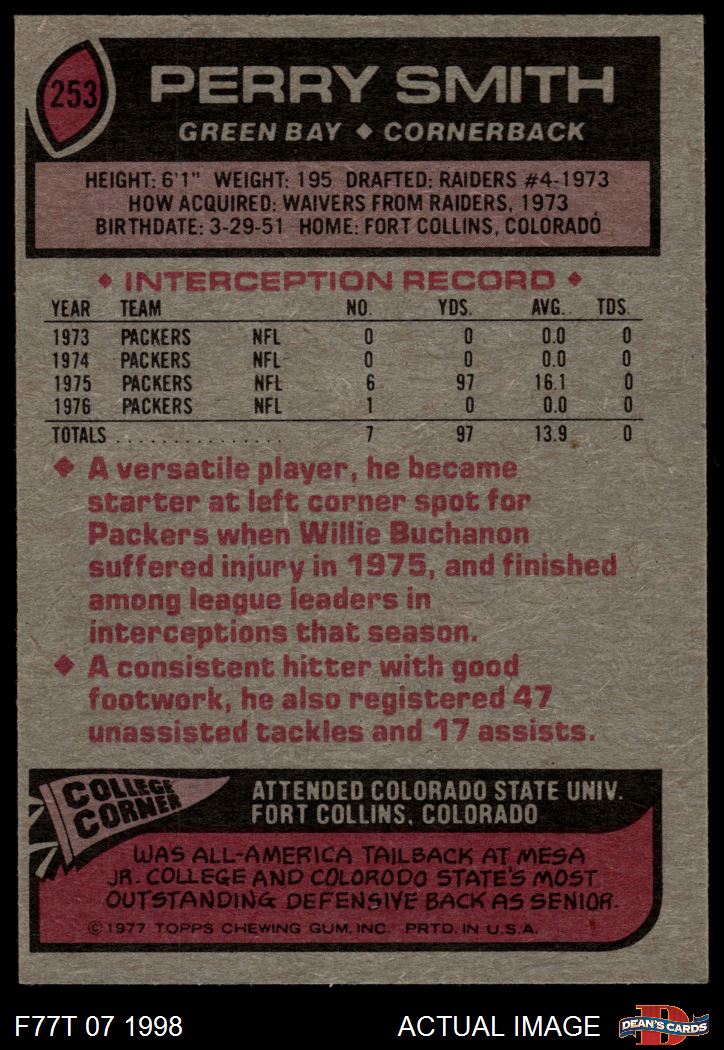 253
PERRY SMITH
GREEN BAY ♦ CORNERBACK
HEIGHT: 6'1" WEIGHT: 195 DRAFTED: RAIDERS #4-1973
HOW ACQUIRED: WAIVERS FROM RAIDERS, 1973
BIRTHDATE: 3-29-51 HOME: FORT COLLINS, COLORADO
♦ INTERCEPTION RECORD ♦
YEAR TEAM NO. YDS. AVG. TDS.
1973 PACKERS NFL 0 0 0.0 0
1974 PACKERS NFL 0 0 0.0 0
1975 PACKERS NFL 6 97 16.1 0
1976 PACKERS NFL 1 0 0.0 0
TOTALS ................ 7 97 13.9 0
♦ A versatile player, he became
starter at left corner spot for
Packers when Willie Buchanon
suffered injury in 1975, and finished
among league leaders in
interceptions that season.
♦ A consistent hitter with good
footwork, he also registered 47
unassisted tackles and 17 assists.
COLLEGE
CORNER
ATTENDED COLORADO STATE UNIV.
FORT COLLINS, COLORADO
WAS ALL-AMERICA TAILBACK AT MESA
JR. COLLEGE AND COLORODO STATE'S MOST
OUTSTANDING DEFENSIVE BACK AS SENIOR.
© 1977 TOPPS CHEWING GUM, INC. PRTD. IN U.S.A.
F77T 07 1998 ACTUAL IMAGE
D
DEAN'S CARDS